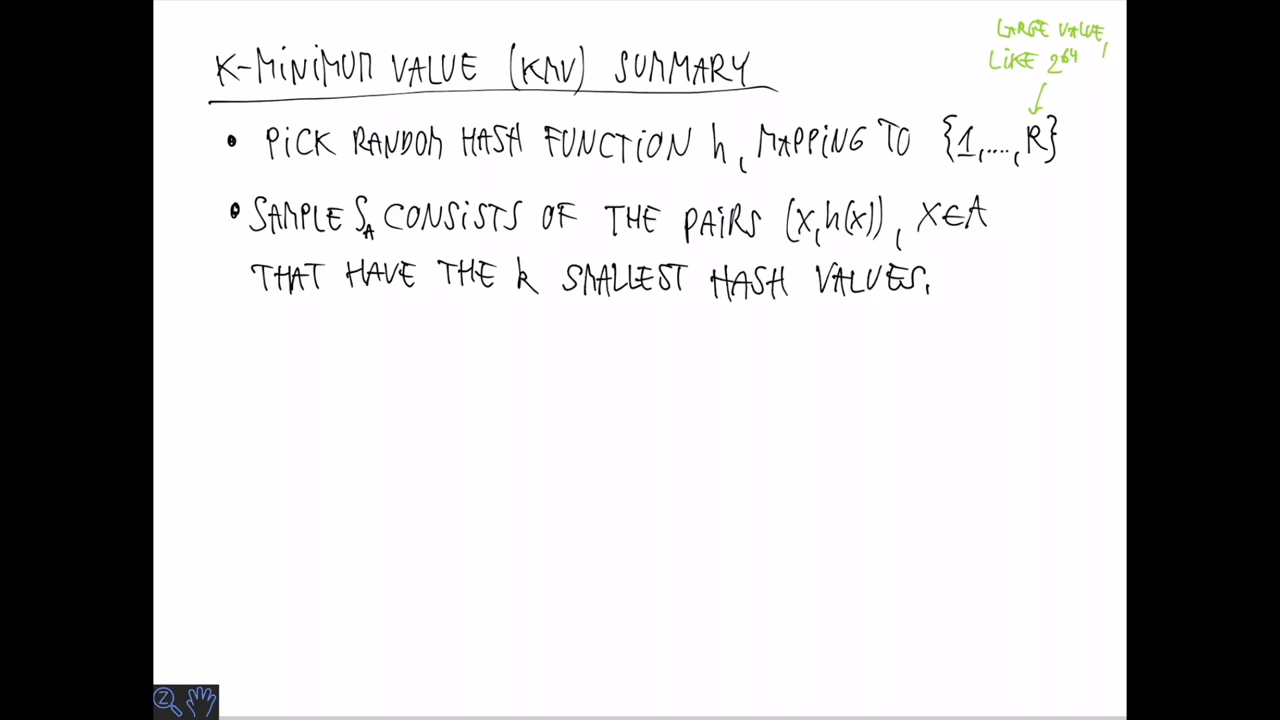 LARGE VALUE,
LIKE 2^64
K-MINIMUM VALUE (KMV) SUMMARY
• PICK RANDOM HASH FUNCTION h, MAPPING TO {1,....,R}
• SAMPLE S_A CONSISTS OF THE PAIRS (x,h(x)), x∈A
THAT HAVE THE k SMALLEST HASH VALUES.
Z